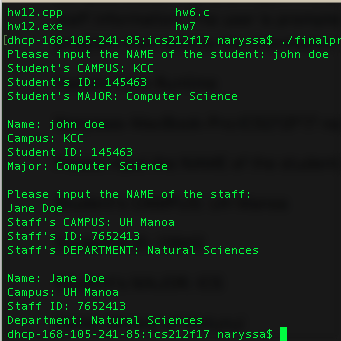 hw12.cpp hw6.c
hw12.exe hw7
[dhcp-168-105-241-85:ics212f17 naryssa$ ./finalpr
Please input the NAME of the student: john doe
Student's CAMPUS: KCC
Student's ID: 145463
Student's MAJOR: Computer Science
Name: john doe
Campus: KCC
Student ID: 145463
Major: Computer Science
Please input the NAME of the staff:
Jane Doe
Staff's CAMPUS: UH Manoa
Staff's ID: 7652413
Staff's DEPARTMENT: Natural Sciences
Name: Jane Doe
Campus: UH Manoa
Staff ID: 7652413
Department: Natural Sciences
dhcp-168-105-241-85:ics212f17 naryssa$